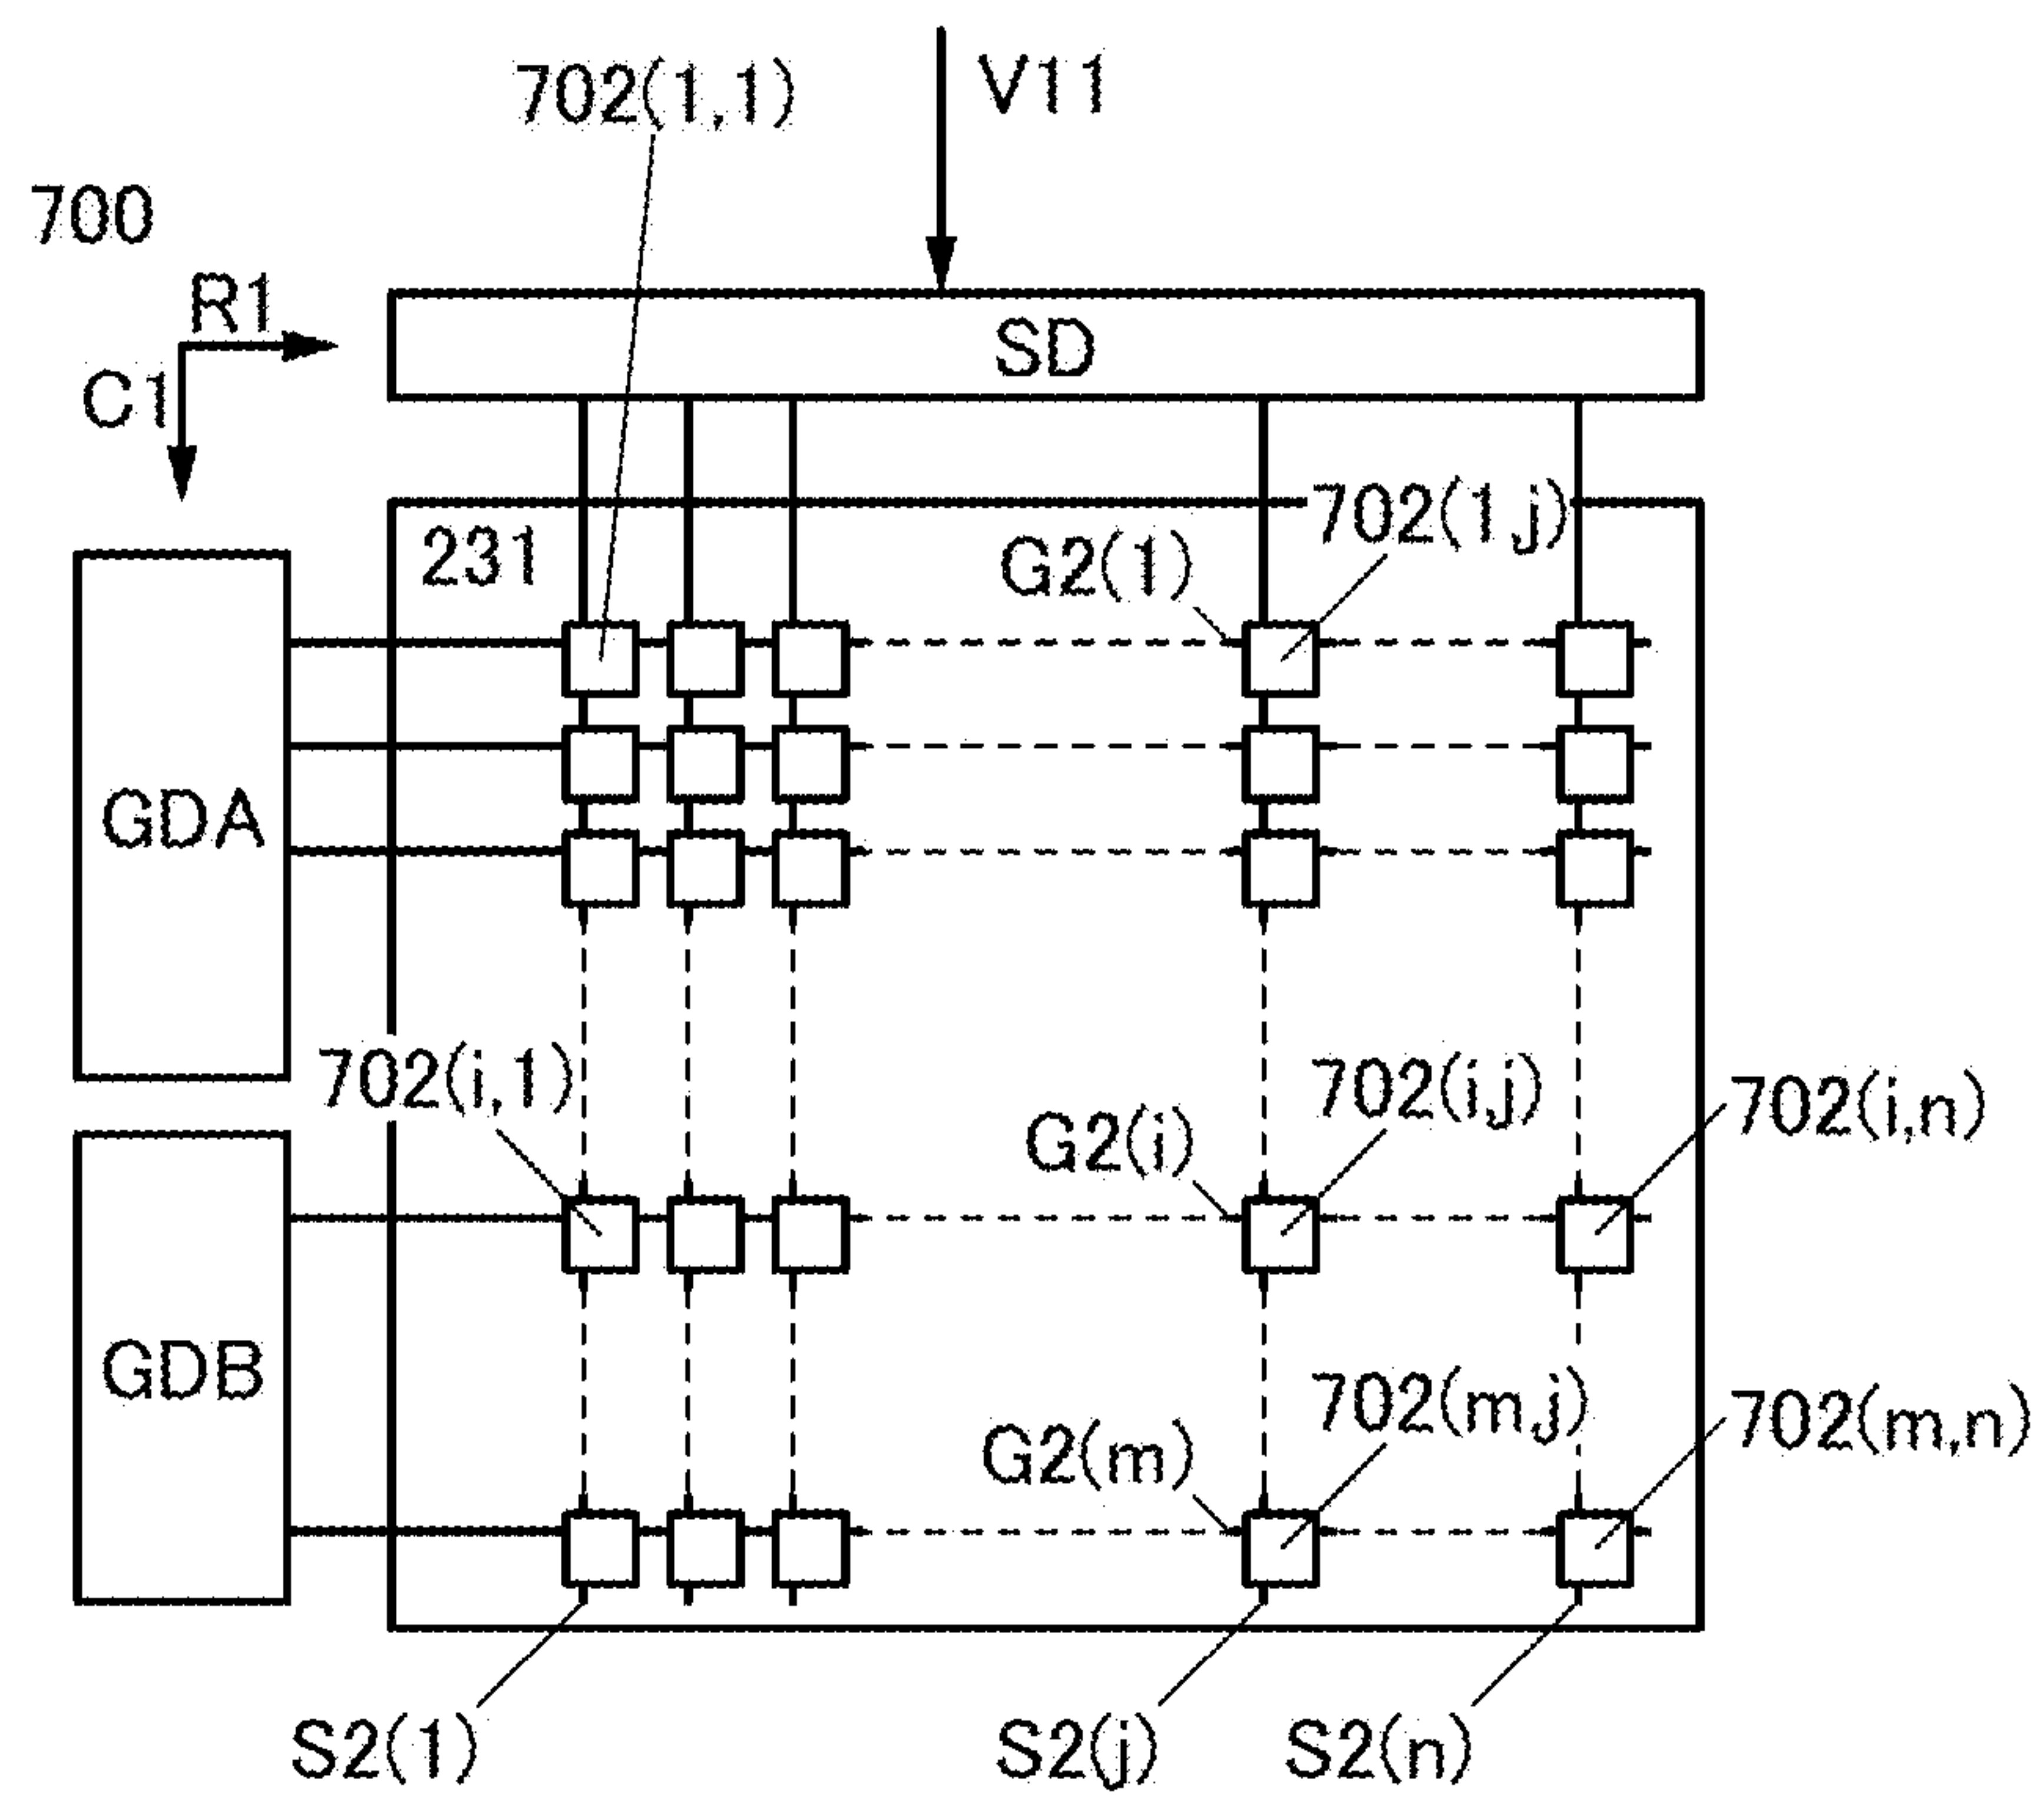 V11
702(1,1)
700
R1
SD
C1
702(1,j)
231
G2(1)
GDA
702(i,1)
702(i,j)
702(i,n)
G2(i)
GDB
702(m,j)
702(m,n)
G2(m)
S2(1)
S2(j)
S2(n)